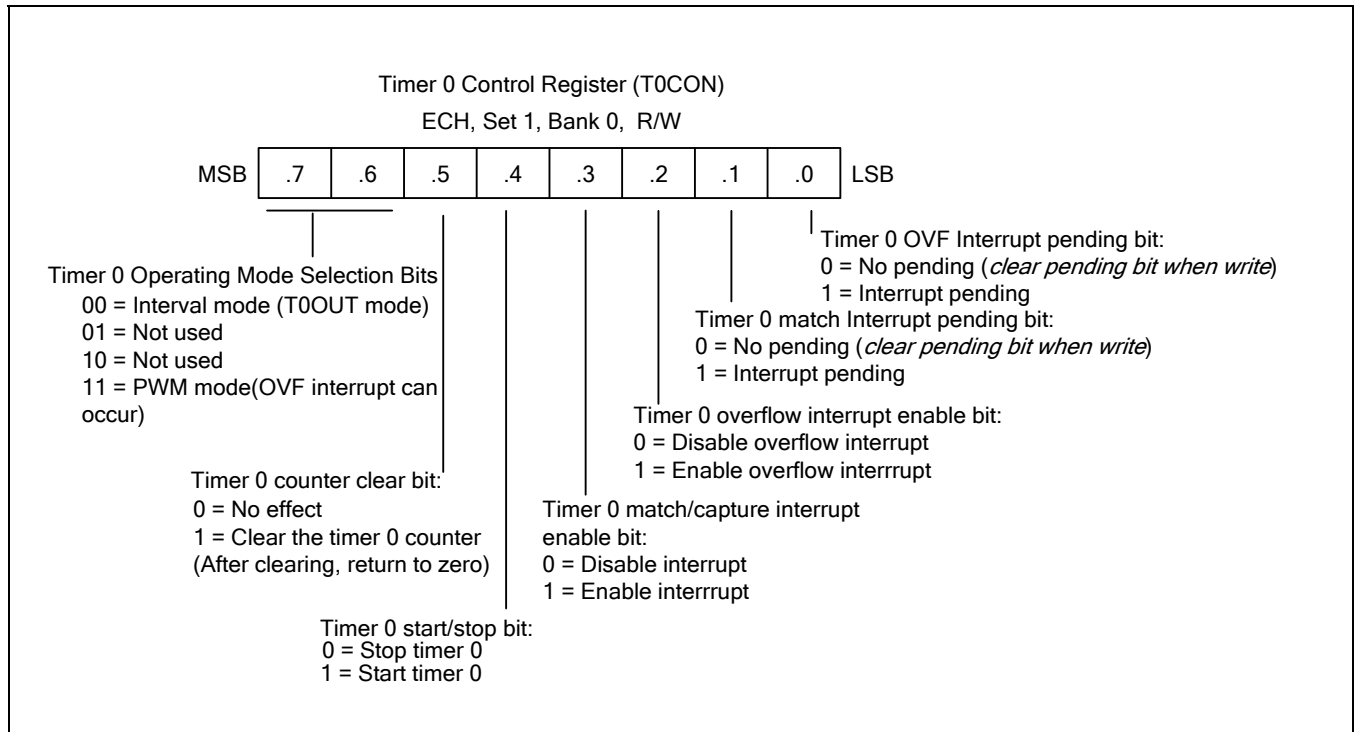 Timer 0 Control Register (T0CON)
ECH, Set 1, Bank 0, R/W
MSB .7 .6 .5 .4 .3 .2 .1 .0 LSB
Timer 0 OVF Interrupt pending bit:
0 = No pending (clear pending bit when write)
1 = Interrupt pending
Timer 0 match Interrupt pending bit:
0 = No pending (clear pending bit when write)
1 = Interrupt pending
Timer 0 overflow interrupt enable bit:
0 = Disable overflow interrupt
1 = Enable overflow interrrupt
Timer 0 match/capture interrupt
enable bit:
0 = Disable interrupt
1 = Enable interrrupt
Timer 0 start/stop bit:
0 = Stop timer 0
1 = Start timer 0
Timer 0 counter clear bit:
0 = No effect
1 = Clear the timer 0 counter
(After clearing, return to zero)
Timer 0 Operating Mode Selection Bits
00 = Interval mode (T0OUT mode)
01 = Not used
10 = Not used
11 = PWM mode(OVF interrupt can
occur)